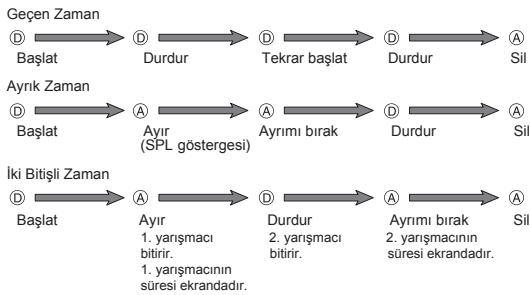 Geçen Zaman
Ⓓ Ⓓ Ⓓ Ⓓ Ⓐ
Başlat Durdur Tekrar başlat Durdur Sil
Ayrık Zaman
Ⓓ Ⓐ Ⓐ Ⓓ Ⓐ
Başlat Ayır Ayrımı bırak Durdur Sil
(SPL göstergesi)
İki Bitişli Zaman
Ⓓ Ⓐ Ⓓ Ⓐ Ⓐ
Başlat Ayır Durdur Ayrımı bırak Sil
1. yarışmacı 2. yarışmacı 2. yarışmacının
bitirir. bitirir. süresi ekrandadır.
1. yarışmacının
süresi ekrandadır.